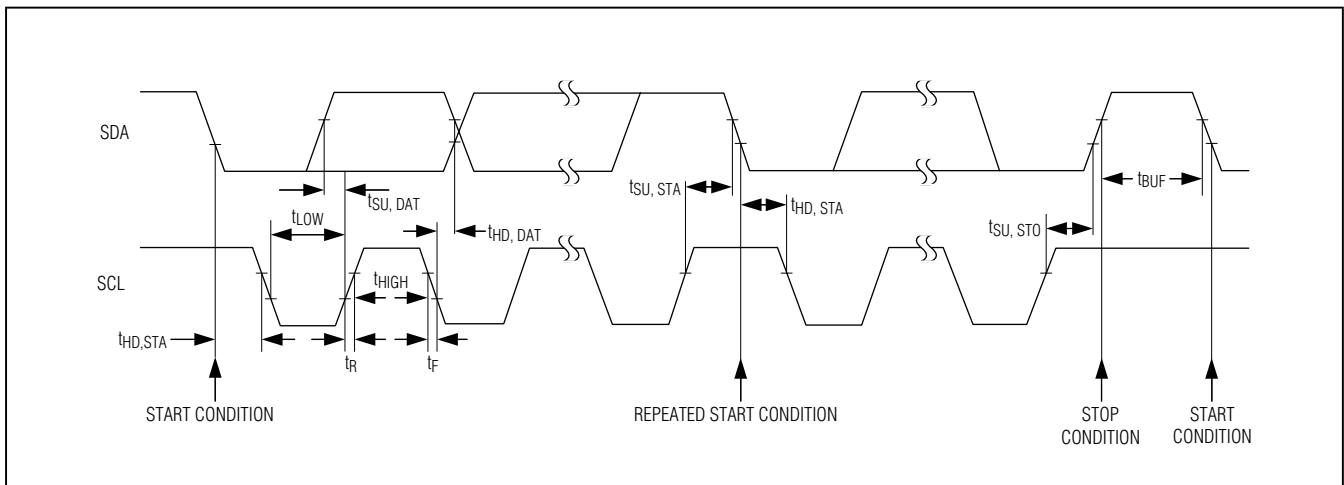 SDA
tSU, STA
tBUF
tSU, DAT
tHD, STA
tLOW
tSU, STO
tHD, DAT
SCL
tHIGH
tHD,STA
tR
tF
START CONDITION
REPEATED START CONDITION
STOP
CONDITION
START
CONDITION